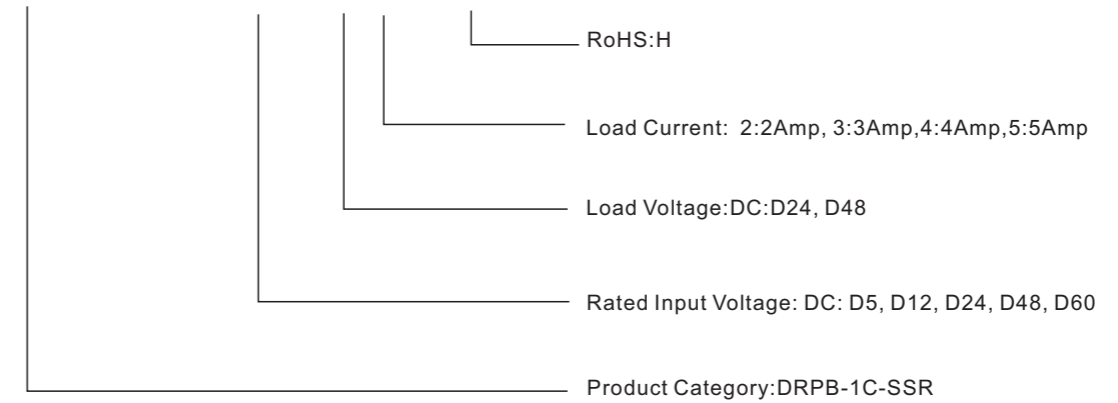 RoHS:H
Load Current: 2:2Amp, 3:3Amp,4:4Amp,5:5Amp
Load Voltage:DC:D24, D48
Rated Input Voltage: DC: D5, D12, D24, D48, D60
Product Category:DRPB-1C-SSR